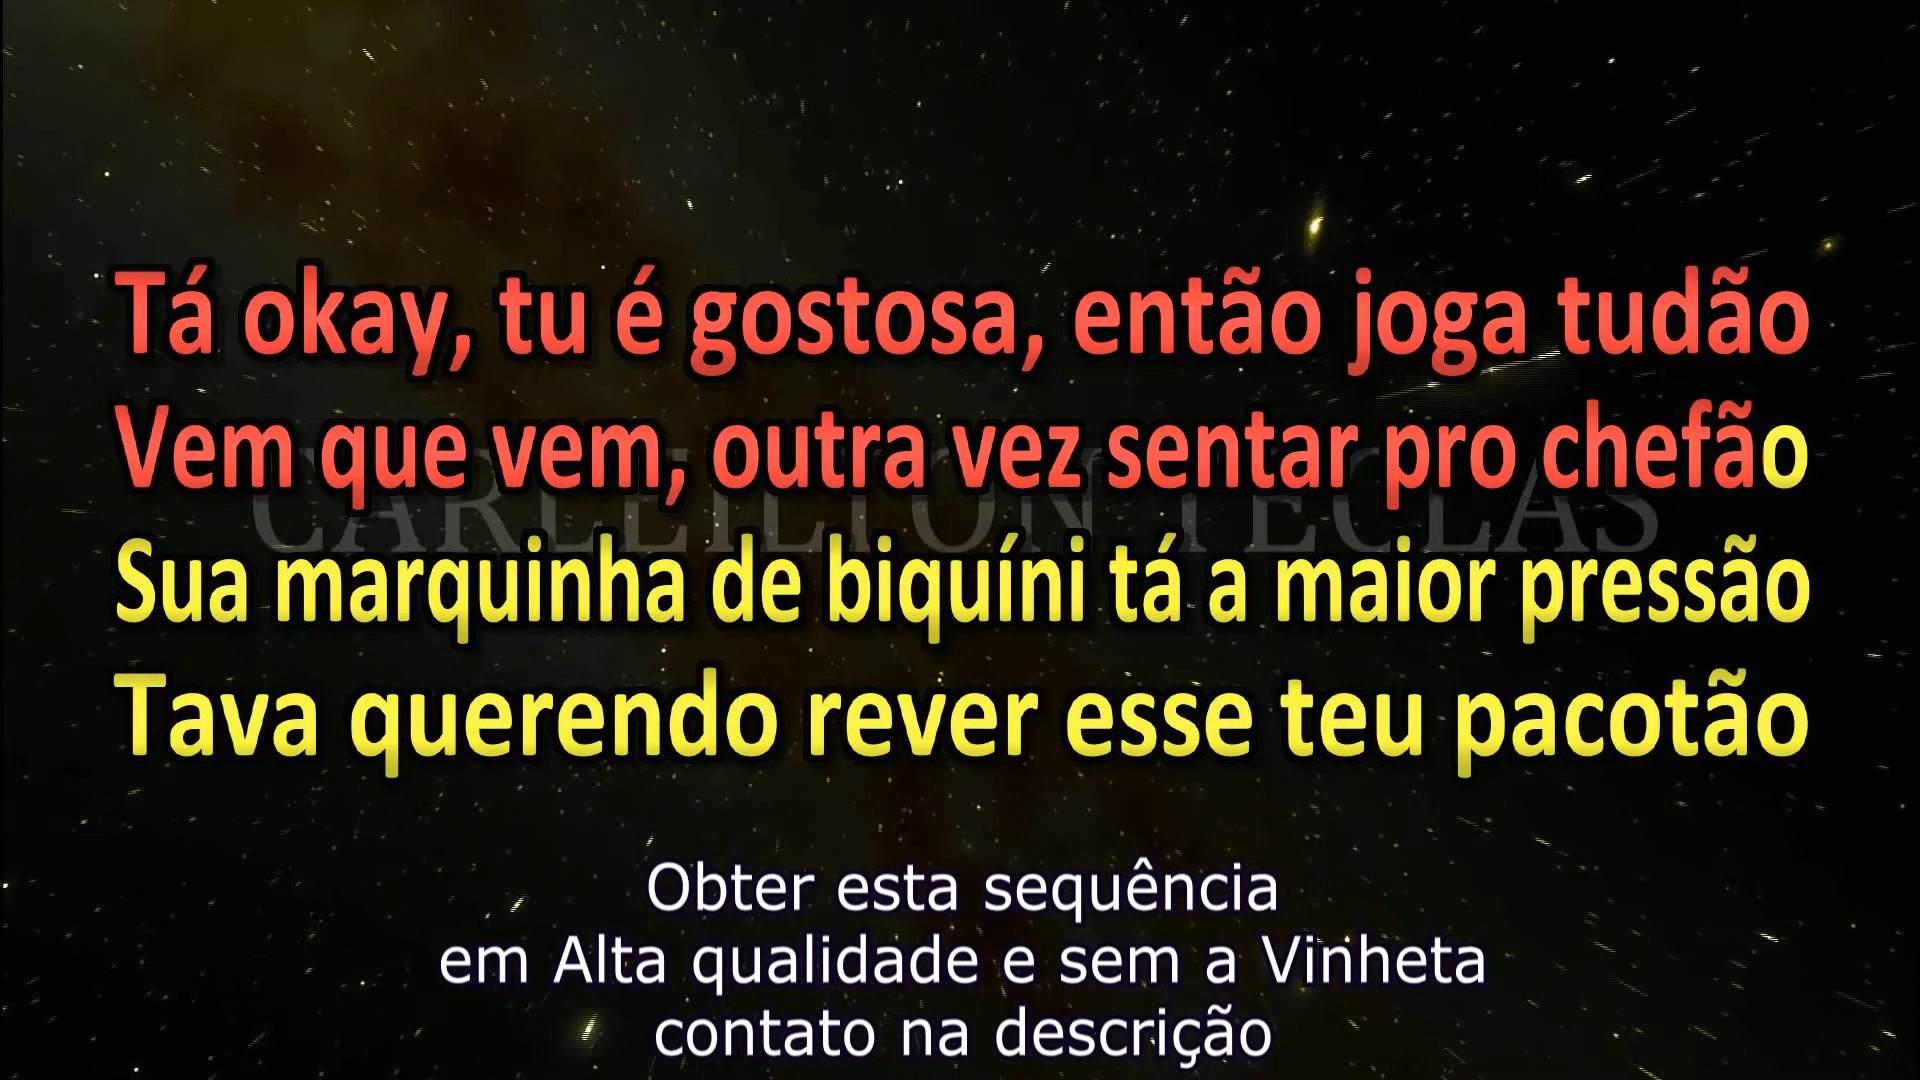 Tá okay, tu é gostosa, então joga tudão
Vem que vem, outra vez sentar pro chefão
CARLEILTON TECLAS
Sua marquinha de biquíni tá a maior pressão
Tava querendo rever esse teu pacotão
Obter esta sequência
em Alta qualidade e sem a Vinheta
contato na descrição